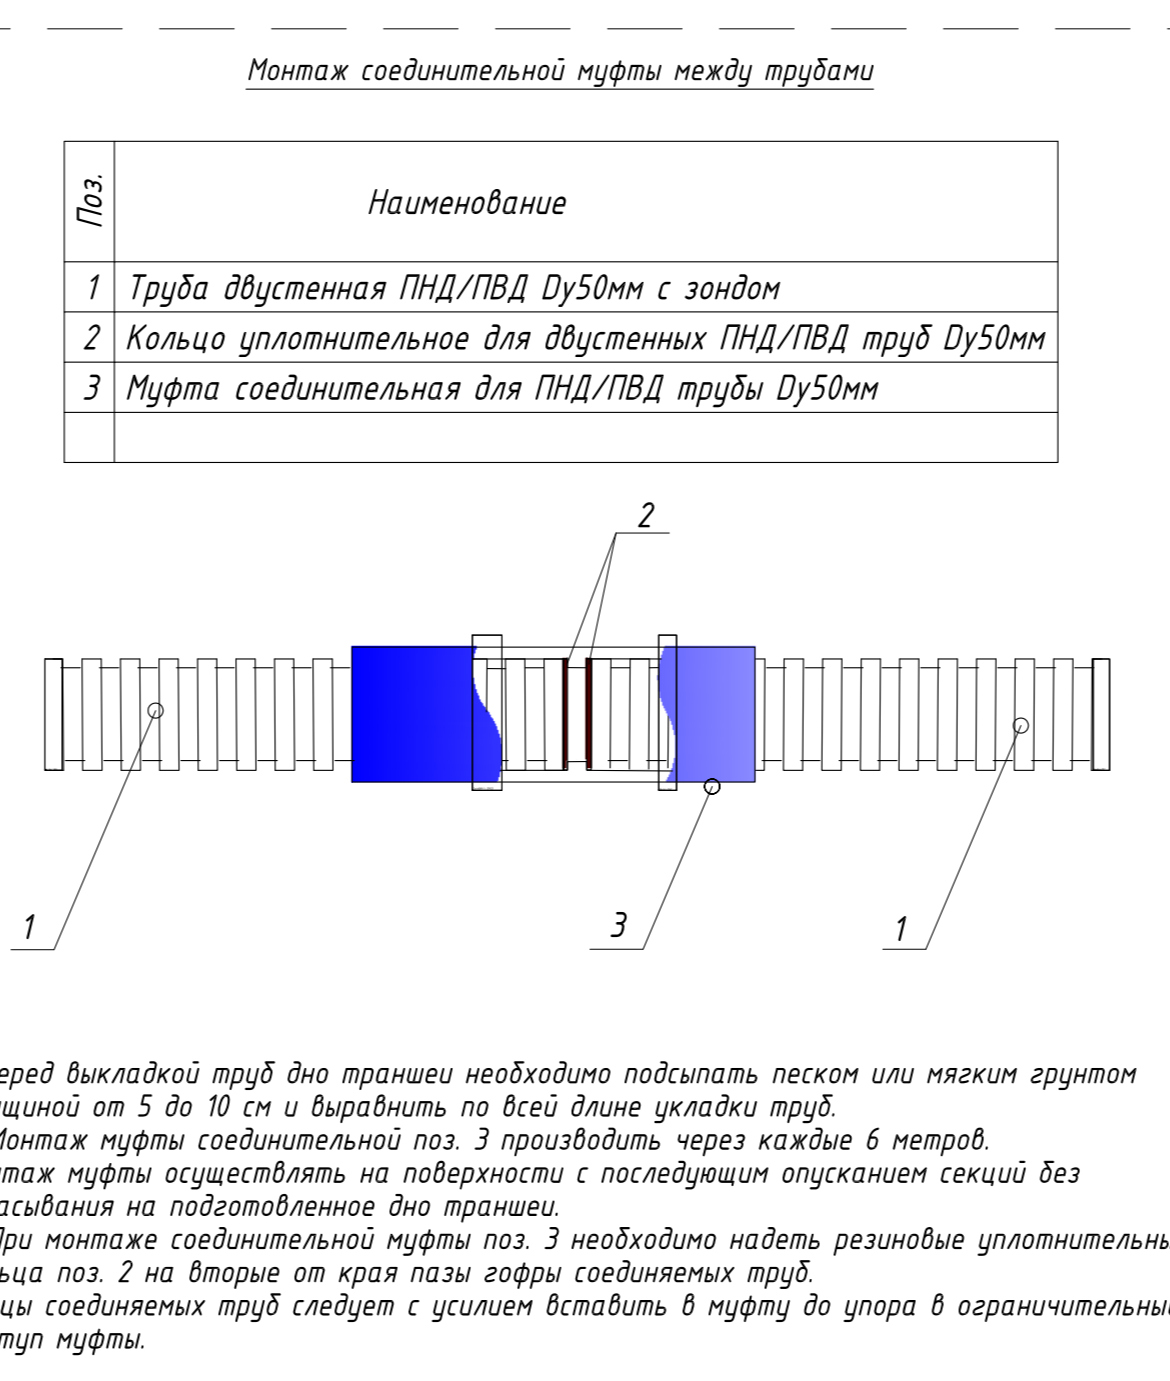 Монтаж соединительной муфты между трубами
Поз. Наименование
1 Труба двустенная ПНД/ПВД Dу50мм с зондом
2 Кольцо уплотнительное для двустенных ПНД/ПВД труб Dу50мм
3 Муфта соединительная для ПНД/ПВД трубы Dу50мм
2
1
3
1
еред выкладкой труб дно траншеи необходимо подсыпать песком или мягким грунтом
щиной от 5 до 10 см и выравнить по всей длине укладки труб.
Монтаж муфты соединительной поз. 3 производить через каждые 6 метров.
таж муфты осуществлять на поверхности с последующим опусканием секций без
асывания на подготовленное дно траншеи.
При монтаже соединительной муфты поз. 3 необходимо надеть резиновые уплотнительны
ьца поз. 2 на вторые от края пазы гофры соединяемых труб.
цы соединяемых труб следует с усилием вставить в муфту до упора в ограничительный
туп муфты.